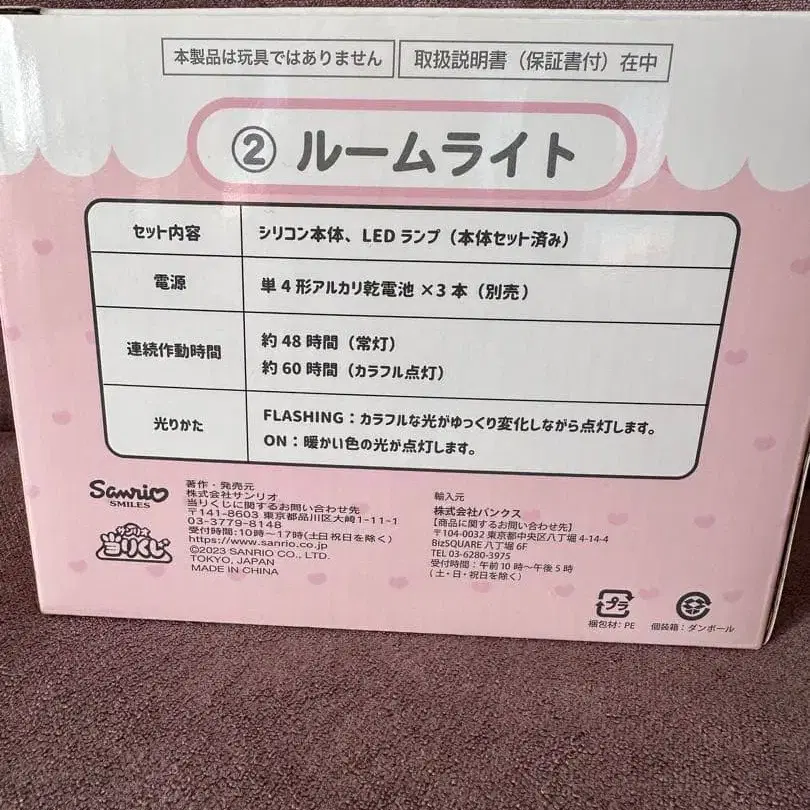 本製品は玩具ではありません
取扱説明書（保証書付）在中
② ルームライト
セット内容
シリコン本体、LEDランプ（本体セット済み）
電源
単4形アルカリ乾電池×3本（別売）
連続作動時間
約48時間（常灯）
約60時間（カラフル点灯）
光りかた
FLASHING：カラフルな光がゆっくり変化しながら点灯します。
ON：暖かい色の光が点灯します。
Sanrio
SMILES
サンリオ
当りくじ
著作・発売元
株式会社サンリオ
当りくじに関するお問い合わせ先
〒141-8603 東京都品川区大崎1-11-1
03-3779-8148
受付時間:10時〜17時(土日祝日を除く)
https://www.sanrio.co.jp
©2023 SANRIO CO., LTD.
TOKYO, JAPAN
MADE IN CHINA
輸入元
株式会社バンクス
【商品に関するお問い合わせ先】
〒104-0032 東京都中央区八丁堀 4-14-4
BizSQUARE 八丁堀 6F
TEL 03-6280-3975
受付時間：午前10時〜午後5時
（土・日・祝日を除く）
プラ
梱包材：PE
個装箱：ダンボール